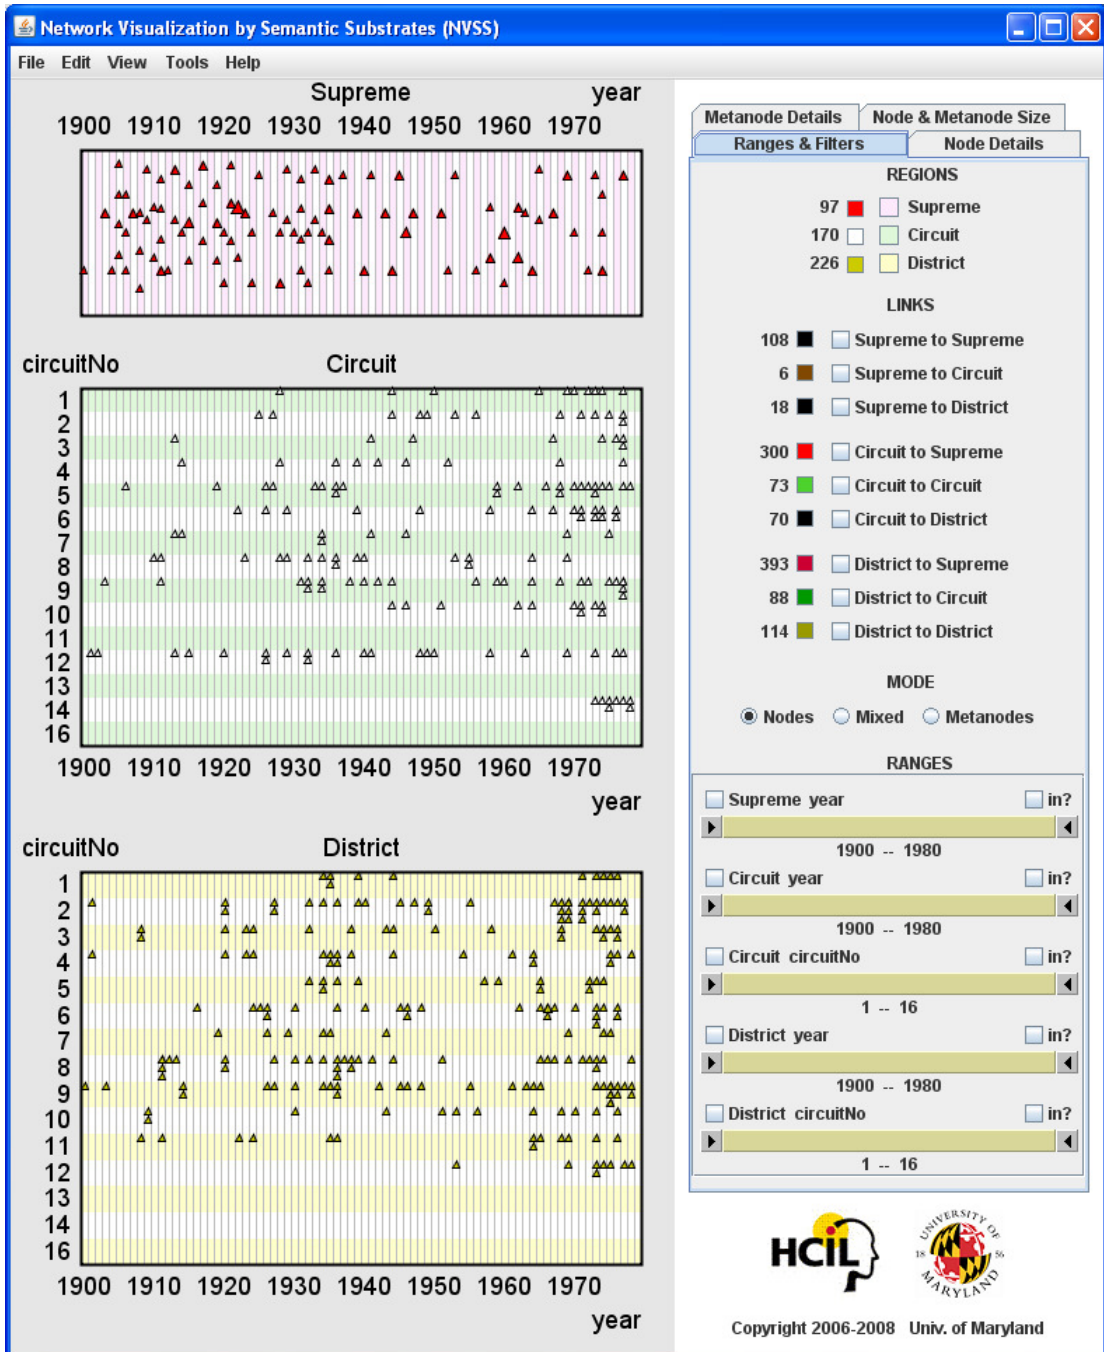 Network Visualization by Semantic Substrates (NVSS)
File Edit View Tools Help
Supreme year
1900 1910 1920 1930 1940 1950 1960 1970
circuitNo Circuit
1
2
3
4
5
6
7
8
9
10
11
12
13
14
16
1900 1910 1920 1930 1940 1950 1960 1970
year
circuitNo District
1
2
3
4
5
6
7
8
9
10
11
12
13
14
16
1900 1910 1920 1930 1940 1950 1960 1970
year
Metanode Details Node & Metanode Size
Ranges & Filters Node Details
REGIONS
97 Supreme
170 Circuit
226 District
LINKS
108 Supreme to Supreme
6 Supreme to Circuit
18 Supreme to District
300 Circuit to Supreme
73 Circuit to Circuit
70 Circuit to District
393 District to Supreme
88 District to Circuit
114 District to District
MODE
Nodes Mixed Metanodes
RANGES
Supreme year in?
1900 -- 1980
Circuit year in?
1900 -- 1980
Circuit circuitNo in?
1 -- 16
District year in?
1900 -- 1980
District circuitNo in?
1 -- 16
HCIL
UNIVERSITY OF
18 56
MARYLAND
Copyright 2006-2008 Univ. of Maryland